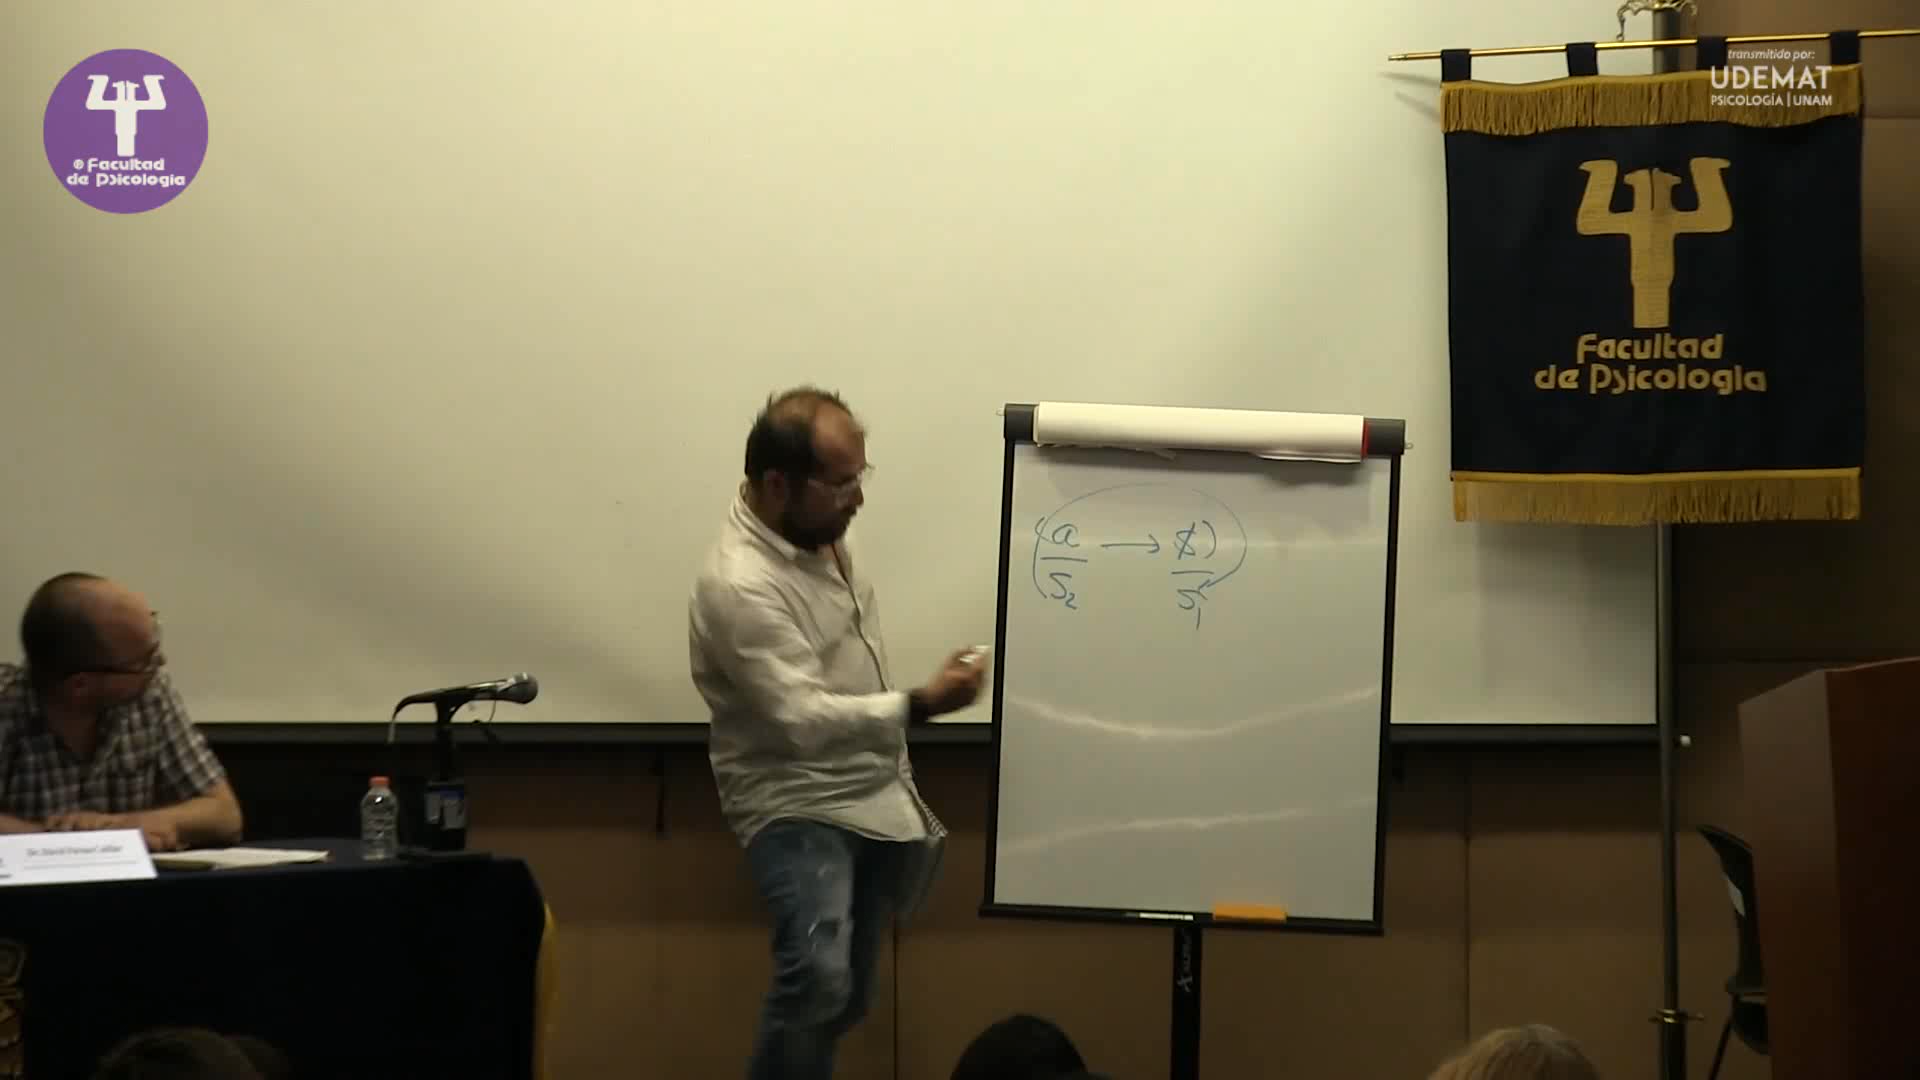 ® Facultad
de Psicología
transmitido por:
UDEMAT
PSICOLOGÍA | UNAM
Facultad
de Psicología
a → $)
S2 S1